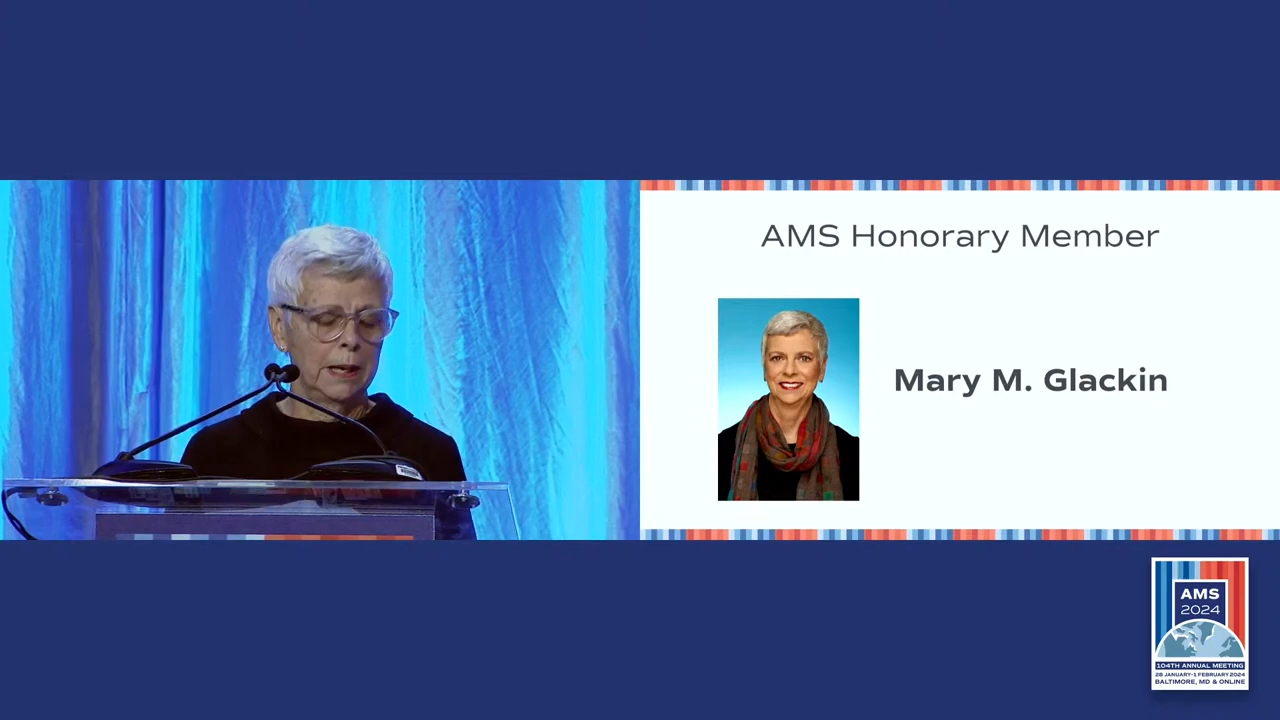 AMS Honorary Member
Mary M. Glackin
AMS
2024
104TH ANNUAL MEETING
28 JANUARY-1 FEBRUARY 2024
BALTIMORE, MD & ONLINE